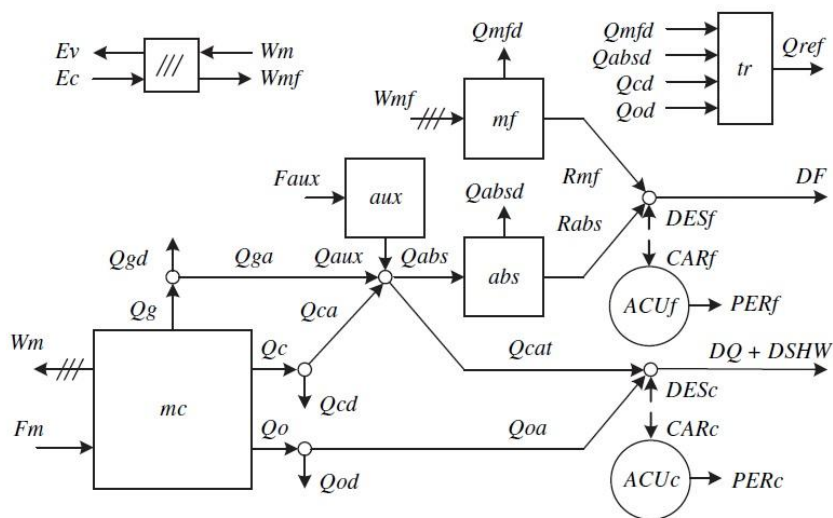 Ev
Ec
///
Wm
Wmf
Qmfd
Wmf
mf
Qmfd
Qabsd
Qcd
Qod
tr
Qref
Faux
aux
Qabsd
Rmf
DF
Qgd
Qga
Qaux
Qabs
abs
Rabs
DESf
CARf
Qg
Qca
ACUf
PERf
Wm
mc
Qc
Qcd
Qcat
DQ + DSHW
Fm
Qo
Qod
Qoa
DESc
CARc
ACUc
PERc